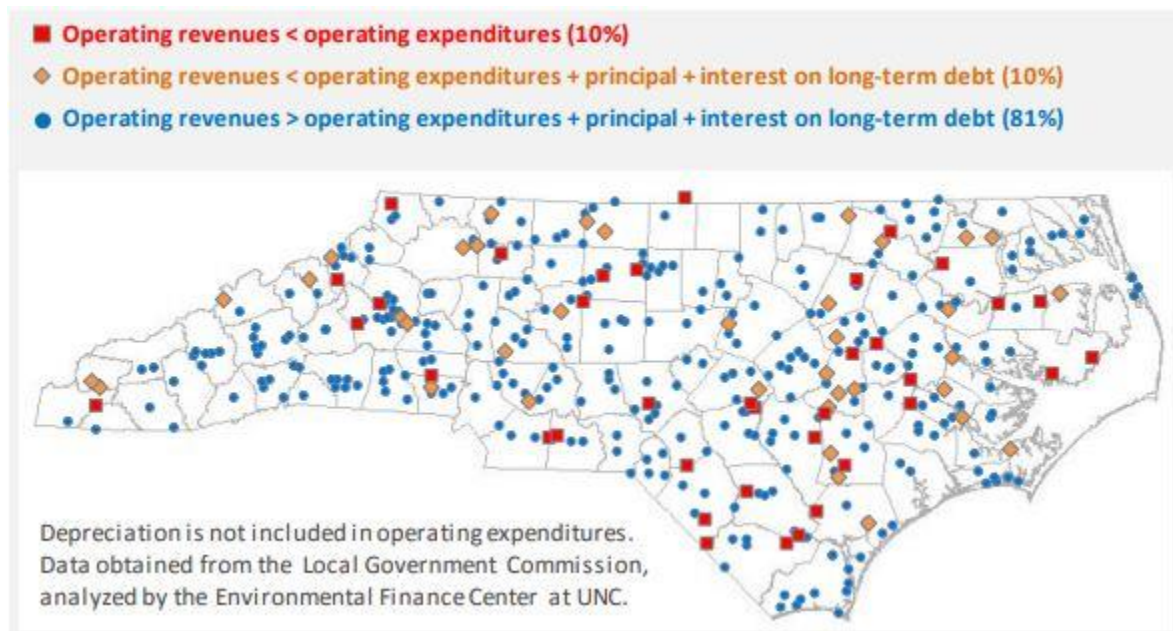 Operating revenues < operating expenditures (10%)
Operating revenues < operating expenditures + principal + interest on long-term debt (10%)
Operating revenues > operating expenditures + principal + interest on long-term debt (81%)
Depreciation is not included in operating expenditures.
Data obtained from the Local Government Commission,
analyzed by the Environmental Finance Center at UNC.